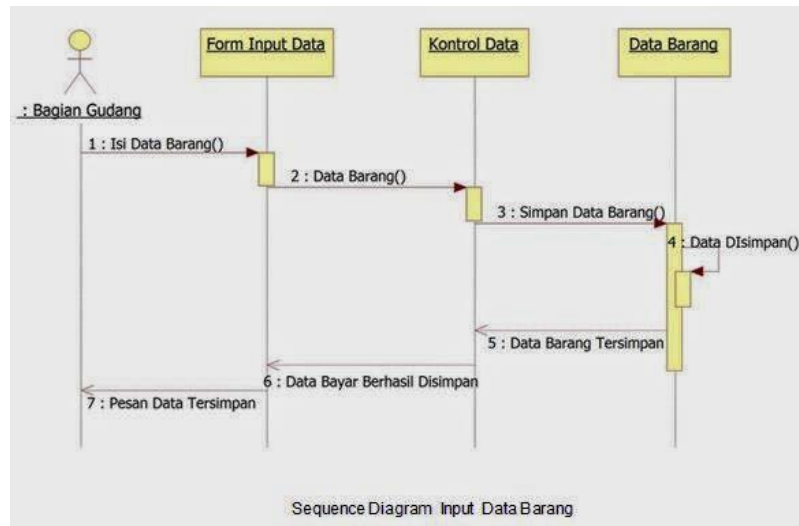 Form Input Data
Kontrol Data
Data Barang
: Bagian Gudang
1 : Isi Data Barang()
2 : Data Barang()
3 : Simpan Data Barang()
4 : Data DIsimpan()
5 : Data Barang Tersimpan
6 : Data Bayar Berhasil Disimpan
7 : Pesan Data Tersimpan
Sequence Diagram Input Data Barang